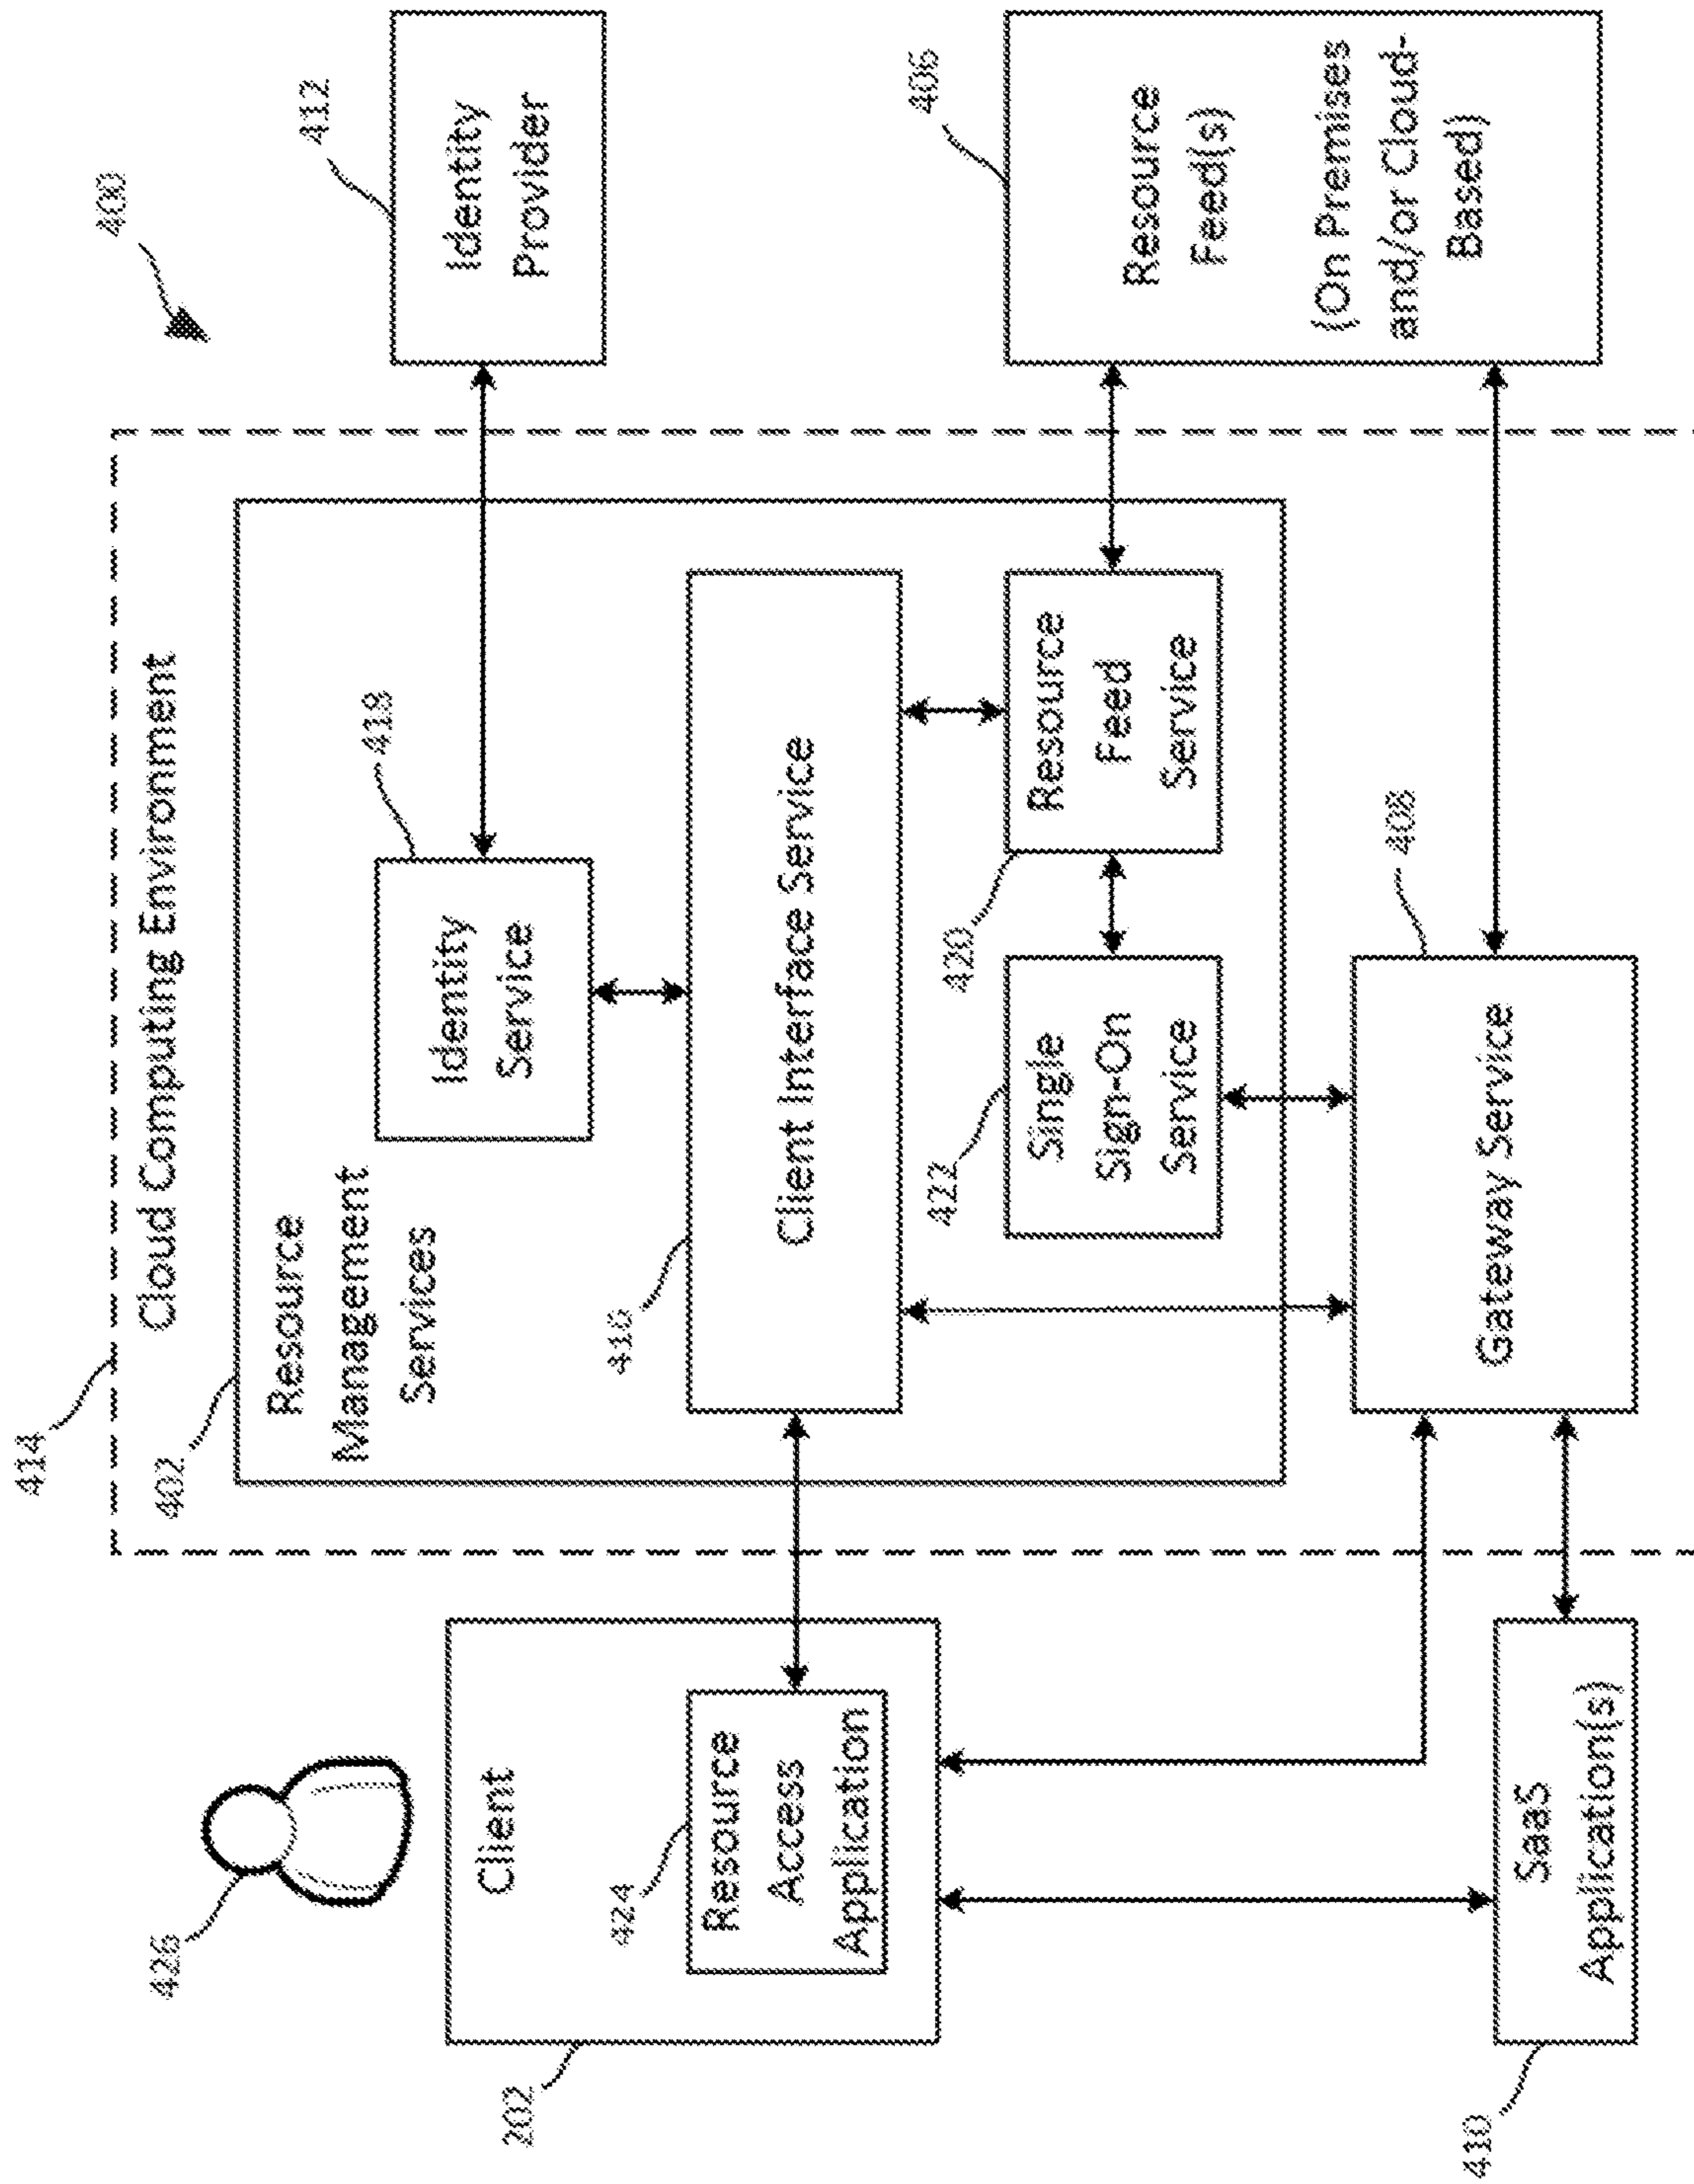 414
400
Cloud Computing Environment
426
402
Resource
Management
Services
412
418
Identity
Service
Identity
Provider
Client
202
416
424
Resource
Access
Application
Client Interface Service
406
422
420
Single
Sign-On
Service
Resource
Feed
Service
Resource
Feed(s)
(On Premises
and/or Cloud-
Based)
408
Gateway Service
410
SaaS
Application(s)